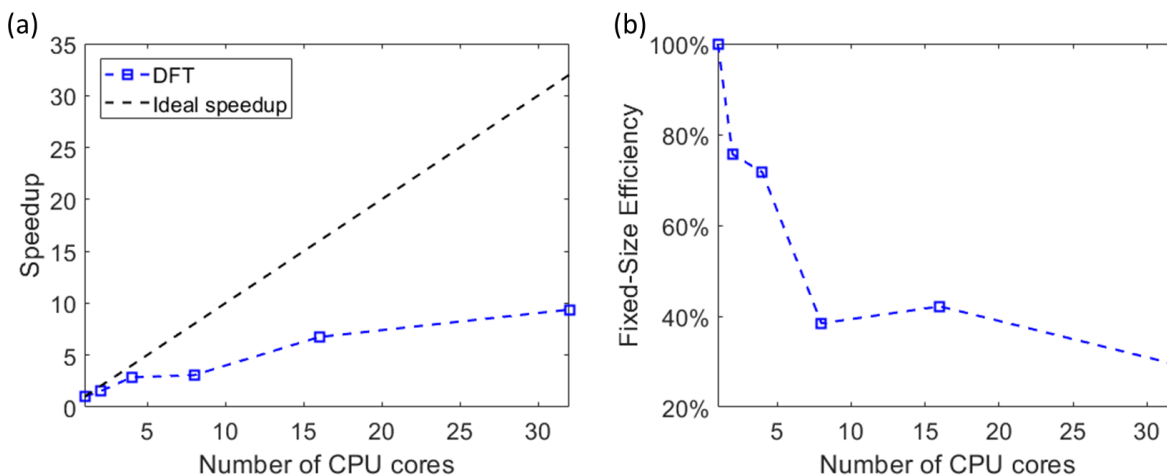 (a)
35
30
25
20
15
10
5
0
Speedup
DFT
Ideal speedup
5 10 15 20 25 30
Number of CPU cores
(b)
100%
80%
60%
40%
20%
Fixed-Size Efficiency
5 10 15 20 25 30
Number of CPU cores